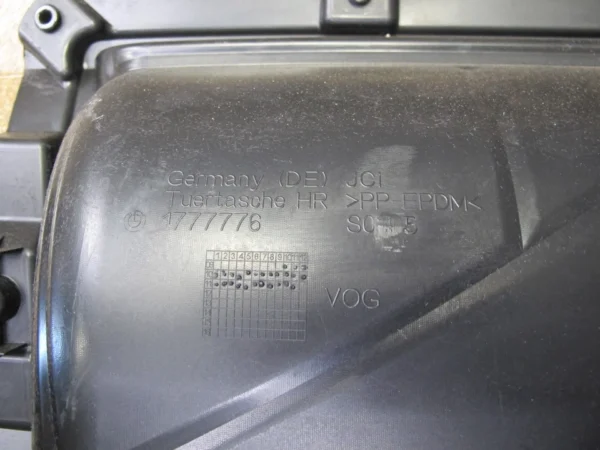 Germany (DE) JCI
Tuertasche HR >PP EPDM<
1777776
VOG